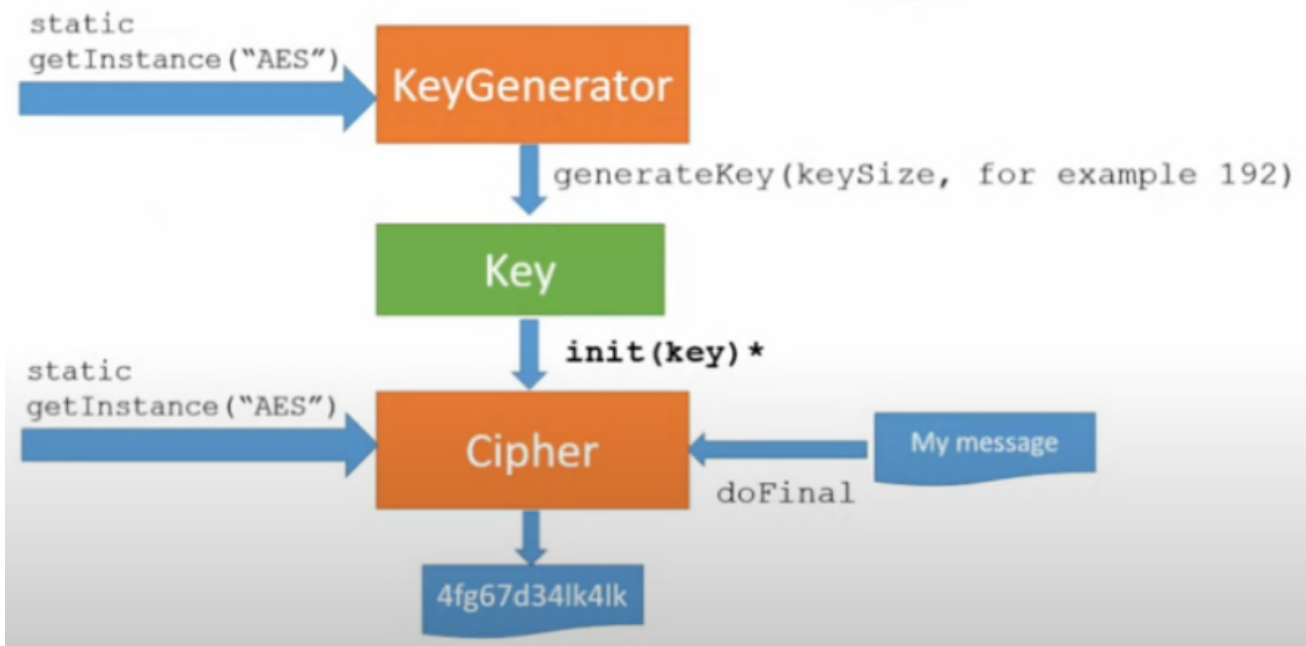 static
getInstance(“AES”)
KeyGenerator
generateKey(keySize, for example 192)
Key
init(key)*
static
getInstance(“AES”)
Cipher
My message
doFinal
4fg67d34lk4lk